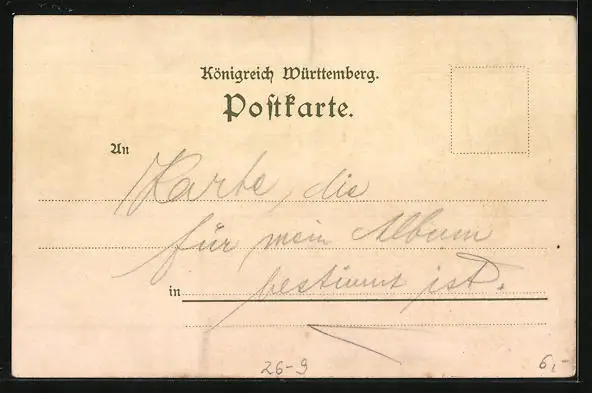 Königreich Württemberg.
Postkarte.
An
Karte, die
für mein Album
in bestimmt ist.
26-9 6,-